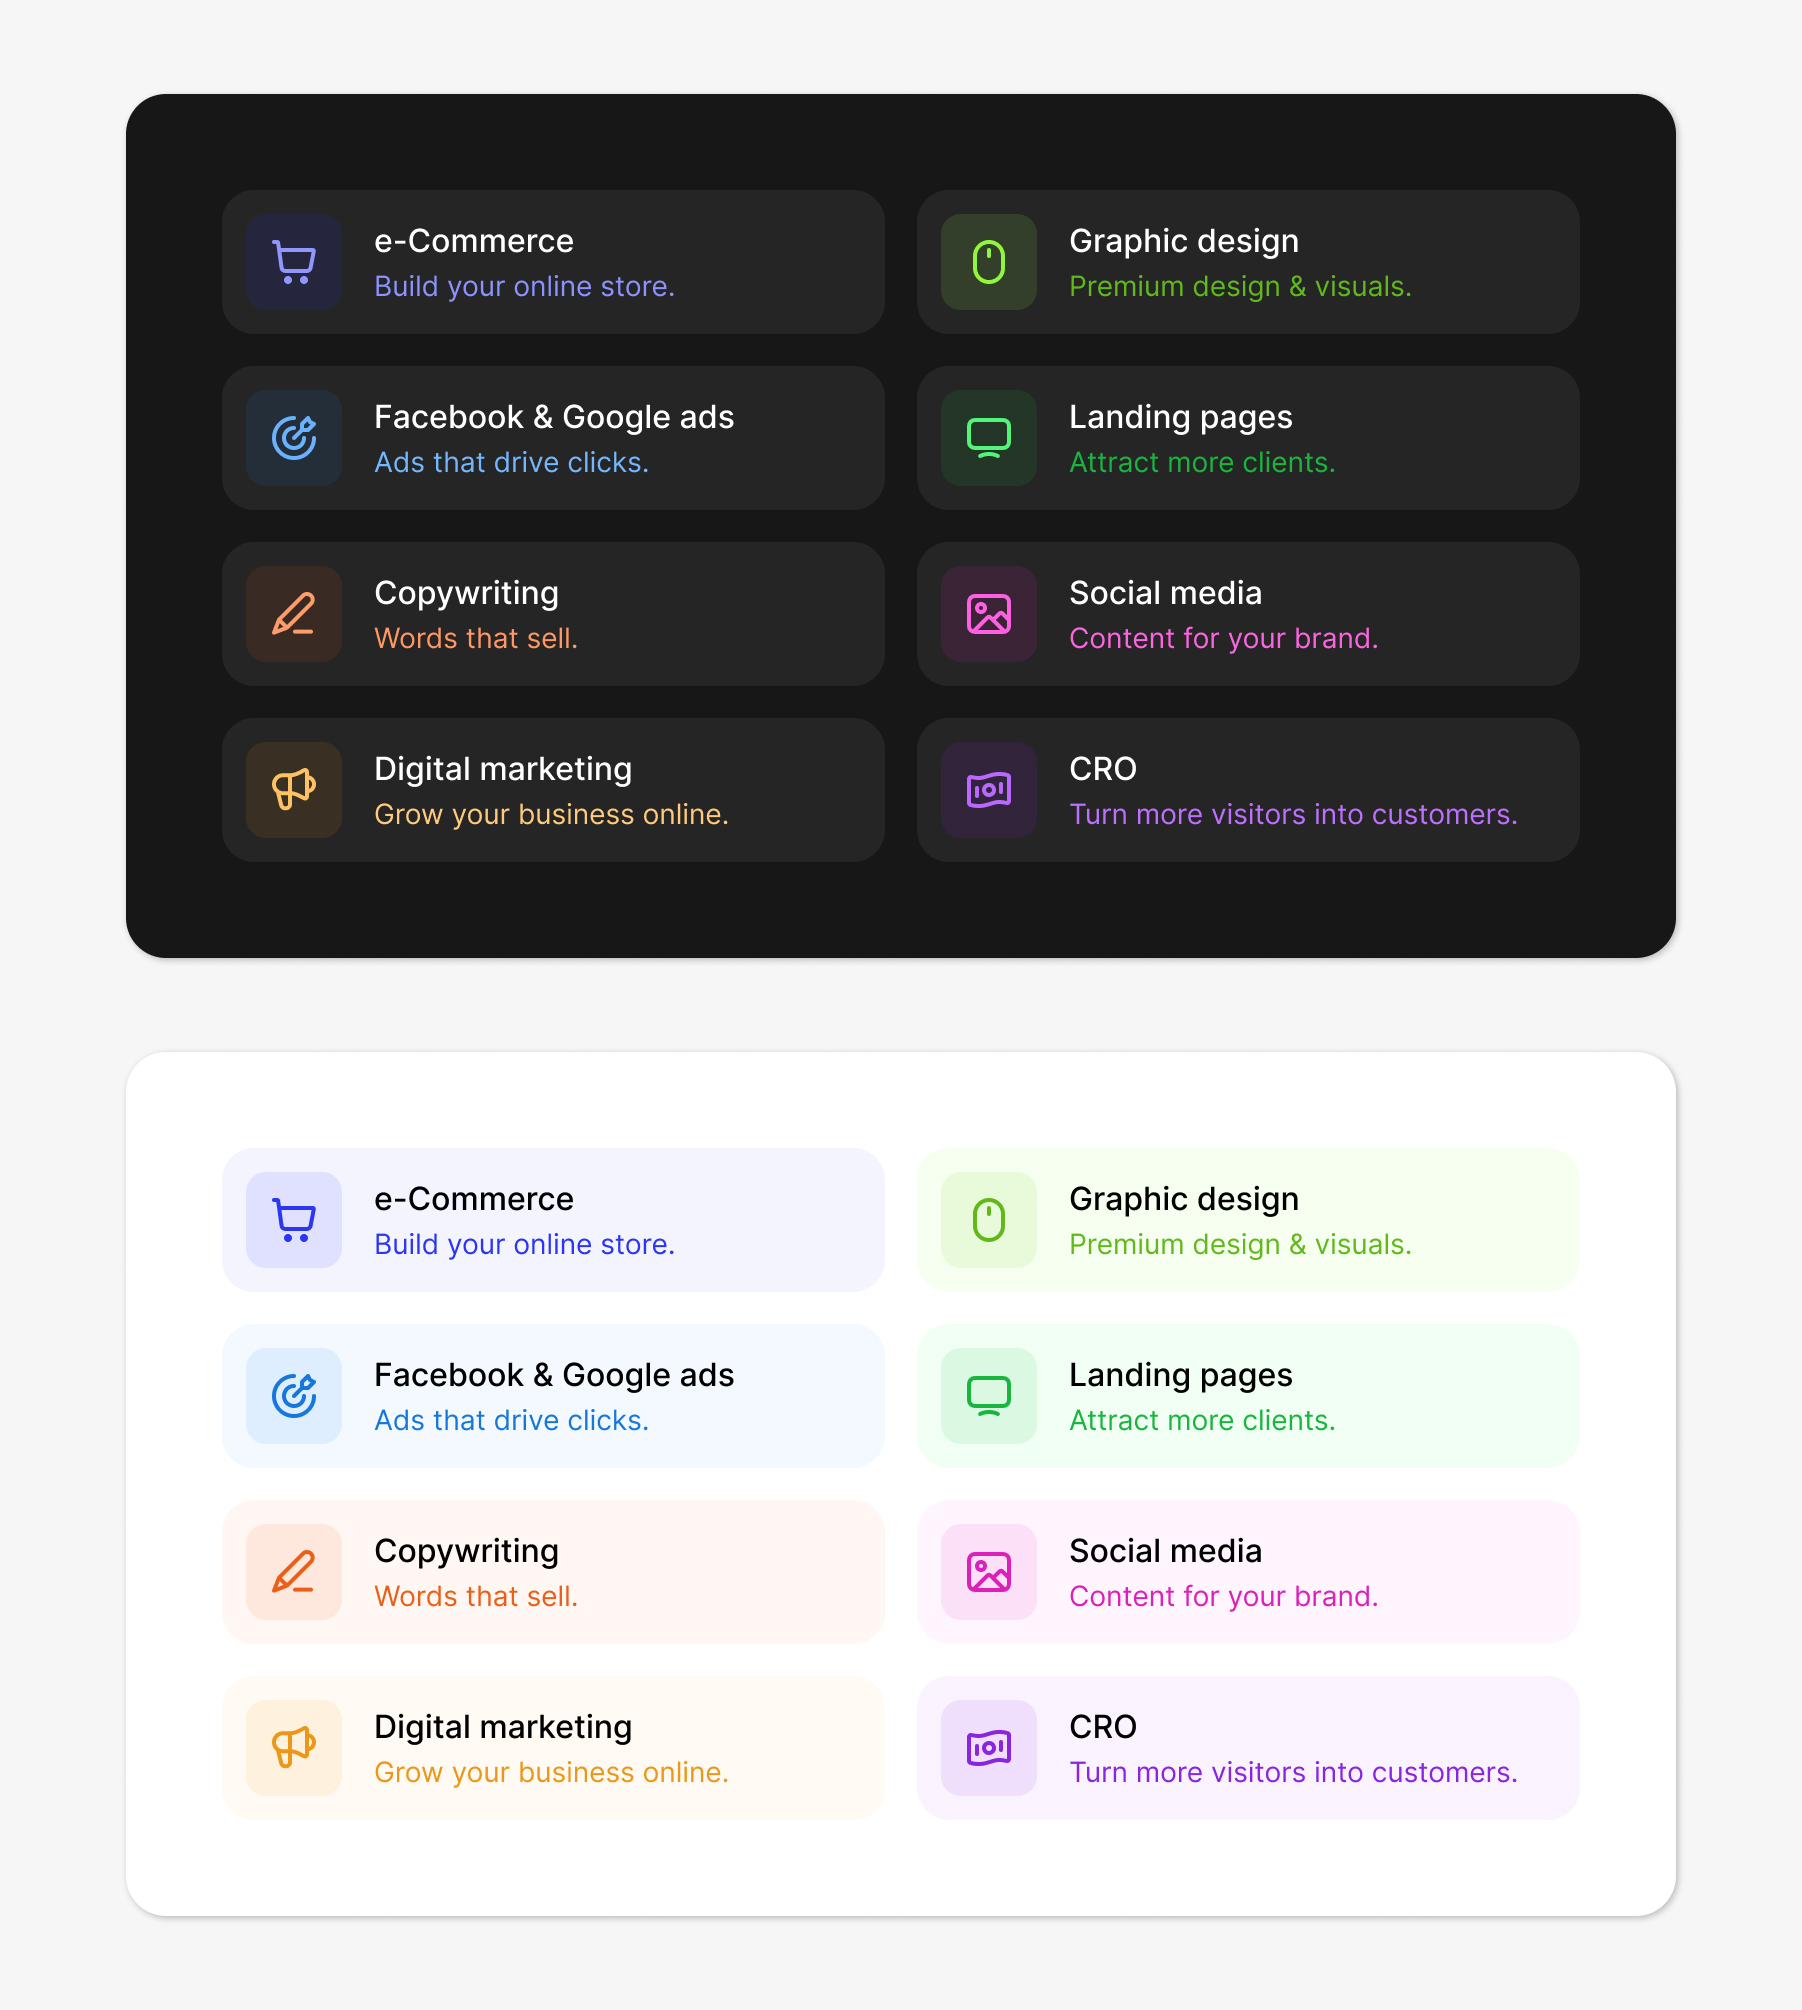 e-Commerce
Build your online store.
Graphic design
Premium design & visuals.
Facebook & Google ads
Ads that drive clicks.
Landing pages
Attract more clients.
Copywriting
Words that sell.
Social media
Content for your brand.
Digital marketing
Grow your business online.
CRO
Turn more visitors into customers.
e-Commerce
Build your online store.
Graphic design
Premium design & visuals.
Facebook & Google ads
Ads that drive clicks.
Landing pages
Attract more clients.
Copywriting
Words that sell.
Social media
Content for your brand.
Digital marketing
Grow your business online.
CRO
Turn more visitors into customers.